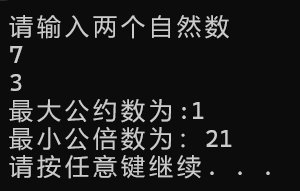 请输入两个自然数
7
3
最大公约数为:1
最小公倍数为: 21
请按任意键继续. . .